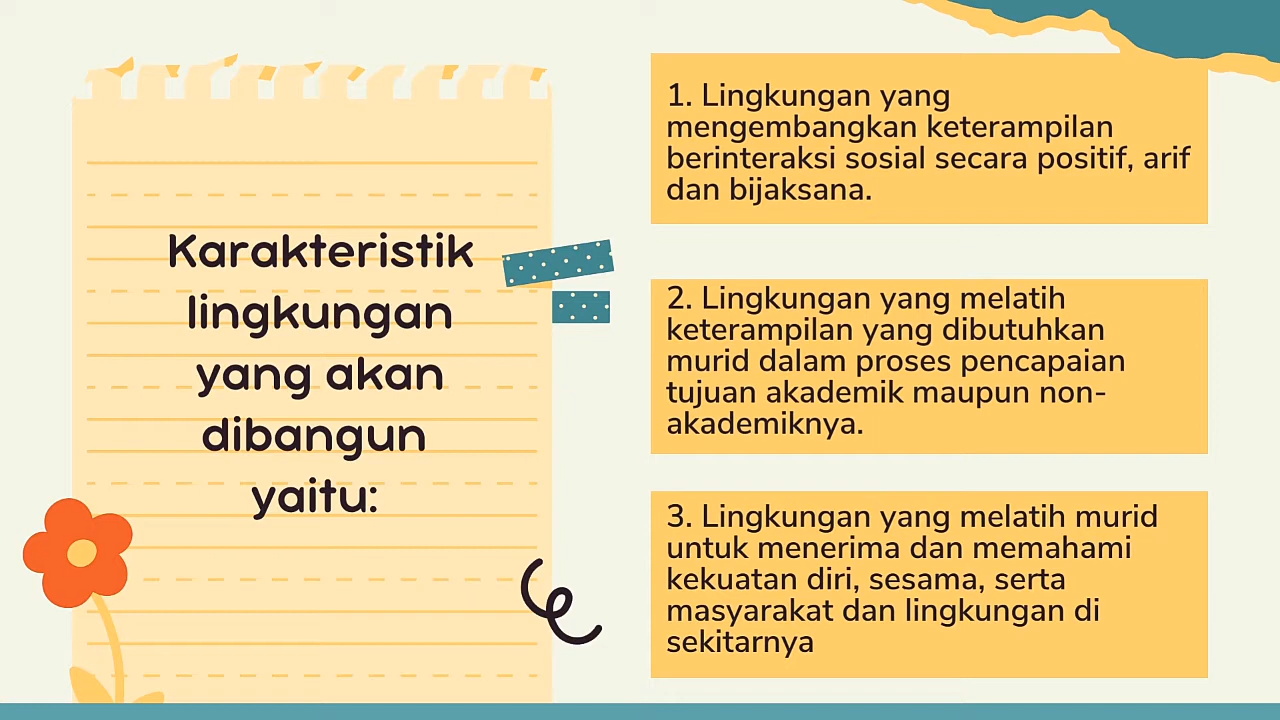 Karakteristik
lingkungan
yang akan
dibangun
yaitu:
1. Lingkungan yang
mengembangkan keterampilan
berinteraksi sosial secara positif, arif
dan bijaksana.
2. Lingkungan yang melatih
keterampilan yang dibutuhkan
murid dalam proses pencapaian
tujuan akademik maupun non-
akademiknya.
3. Lingkungan yang melatih murid
untuk menerima dan memahami
kekuatan diri, sesama, serta
masyarakat dan lingkungan di
sekitarnya